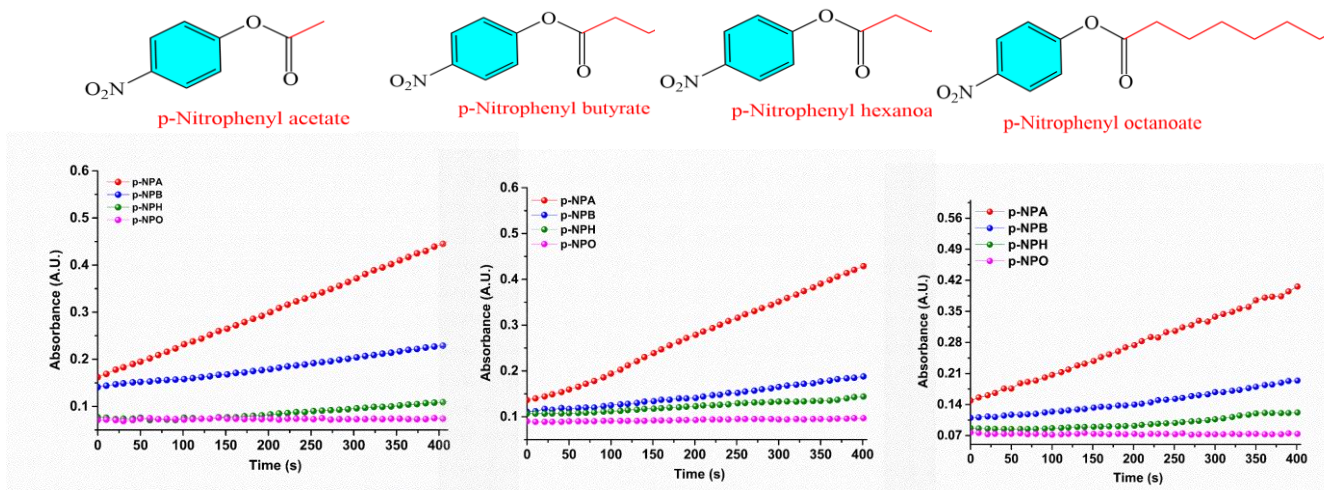 O
O
O₂N
p-Nitrophenyl acetate
O
O
O₂N
p-Nitrophenyl butyrate
O
O
O₂N
p-Nitrophenyl hexanoa
O
O
O₂N
p-Nitrophenyl octanoate
0.6
0.5
0.4
0.3
0.2
0.1
Absorbance (A.U.)
p-NPA
p-NPB
p-NPH
p-NPO
0 50 100 150 200 250 300 350 400
Time (s)
0.6
0.5
0.4
0.3
0.2
0.1
Absorbance (A.U.)
p-NPA
p-NPB
p-NPH
p-NPO
0 50 100 150 200 250 300 350 400
Time (s)
0.56
0.49
0.42
0.35
0.28
0.21
0.14
0.07
Absorbance (A.U.)
p-NPA
p-NPB
p-NPH
p-NPO
0 50 100 150 200 250 300 350 400
Time (s)